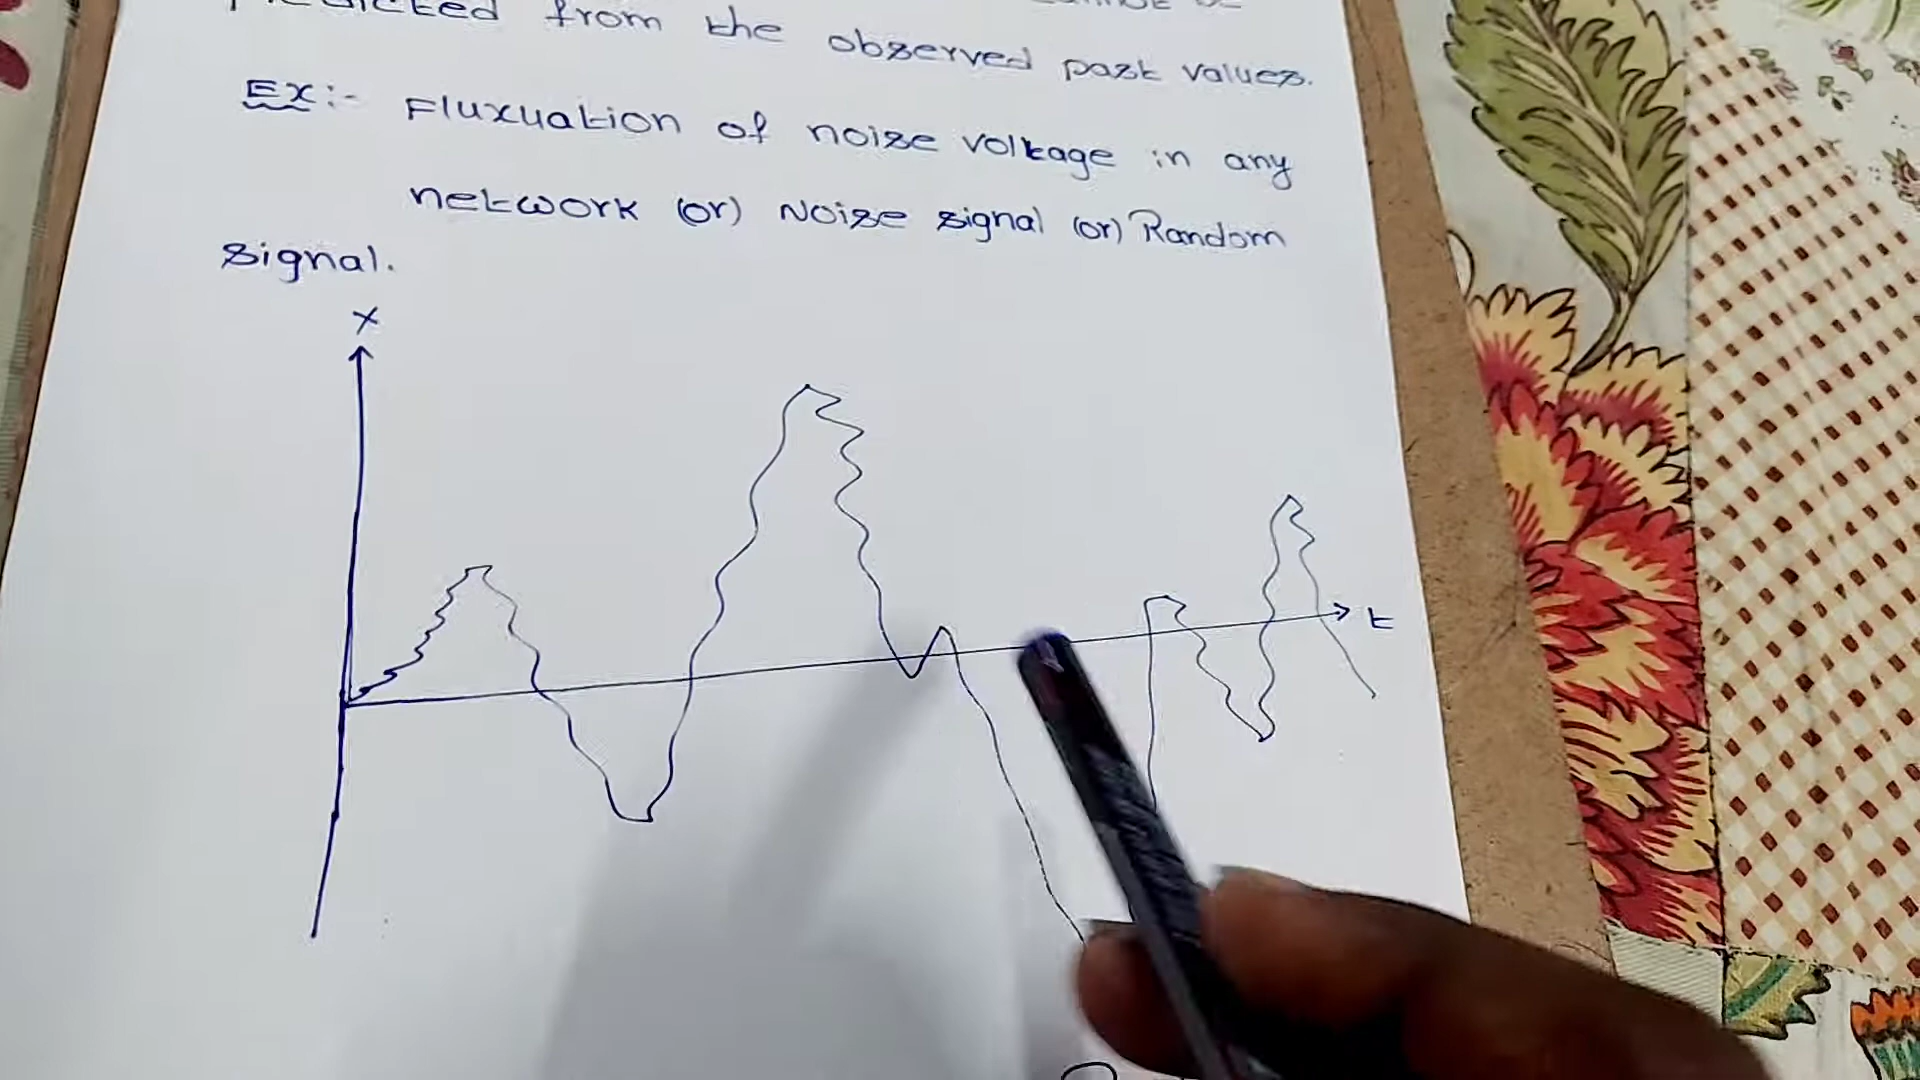 Predicted from the observed past values.
Ex:- Fluxuation of noise voltage in any
network (or) Noise signal (or) Random
signal.
x
t